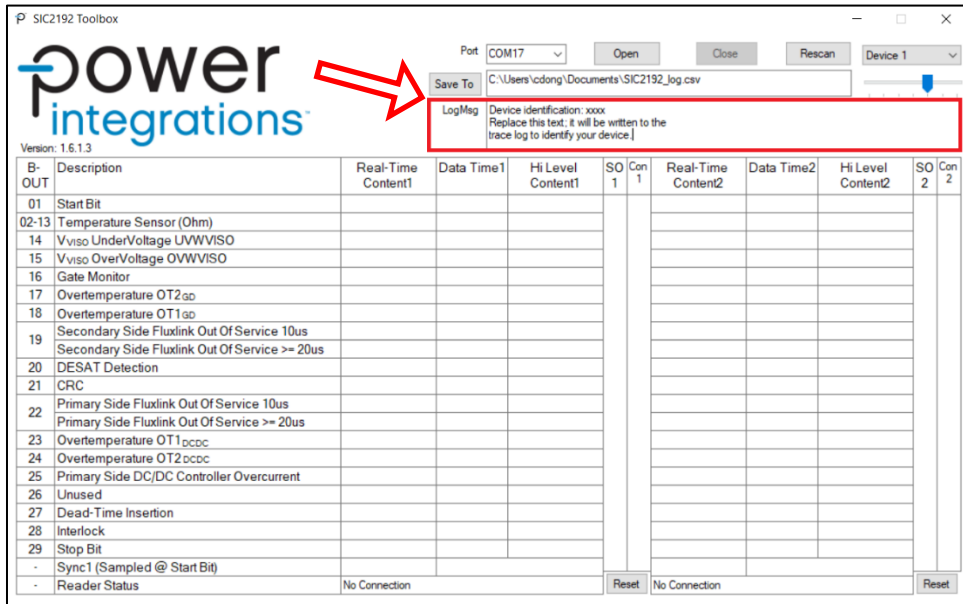 SIC2192 Toolbox
power
integrations™
Version: 1.6.1.3
Port COM17 Open Close Rescan Device 1
Save To C:\Users\cdong\Documents\SIC2192_log.csv
LogMsg Device identification: xxxx
Replace this text; it will be written to the
trace log to identify your device.
B-OUT Description Real-Time Content1 Data Time1 Hi Level Content1 SO 1 Con 1 Real-Time Content2 Data Time2 Hi Level Content2 SO 2 Con 2
01 Start Bit
02-13 Temperature Sensor (Ohm)
14 VVISO UnderVoltage UVWVISO
15 VVISO OverVoltage OVWVISO
16 Gate Monitor
17 Overtemperature OT2GD
18 Overtemperature OT1GD
19 Secondary Side Fluxlink Out Of Service 10us
Secondary Side Fluxlink Out Of Service >= 20us
20 DESAT Detection
21 CRC
22 Primary Side Fluxlink Out Of Service 10us
Primary Side Fluxlink Out Of Service >= 20us
23 Overtemperature OT1DCDC
24 Overtemperature OT2DCDC
25 Primary Side DC/DC Controller Overcurrent
26 Unused
27 Dead-Time Insertion
28 Interlock
29 Stop Bit
- Sync1 (Sampled @ Start Bit)
- Reader Status No Connection Reset No Connection Reset